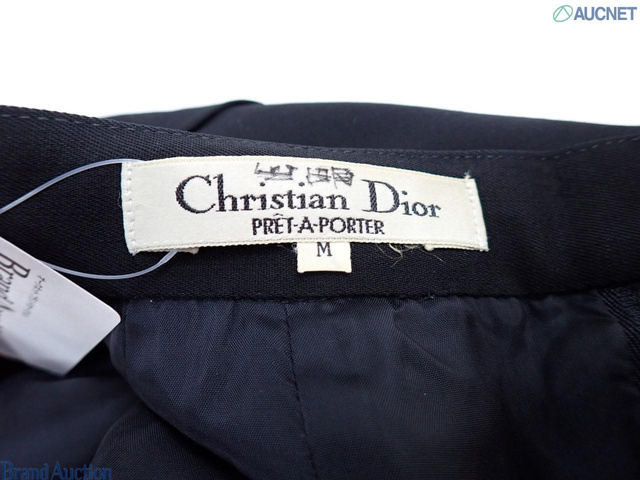 AUCNET
Christian Dior
PRÊT-À-PORTER
M
Brand Auction